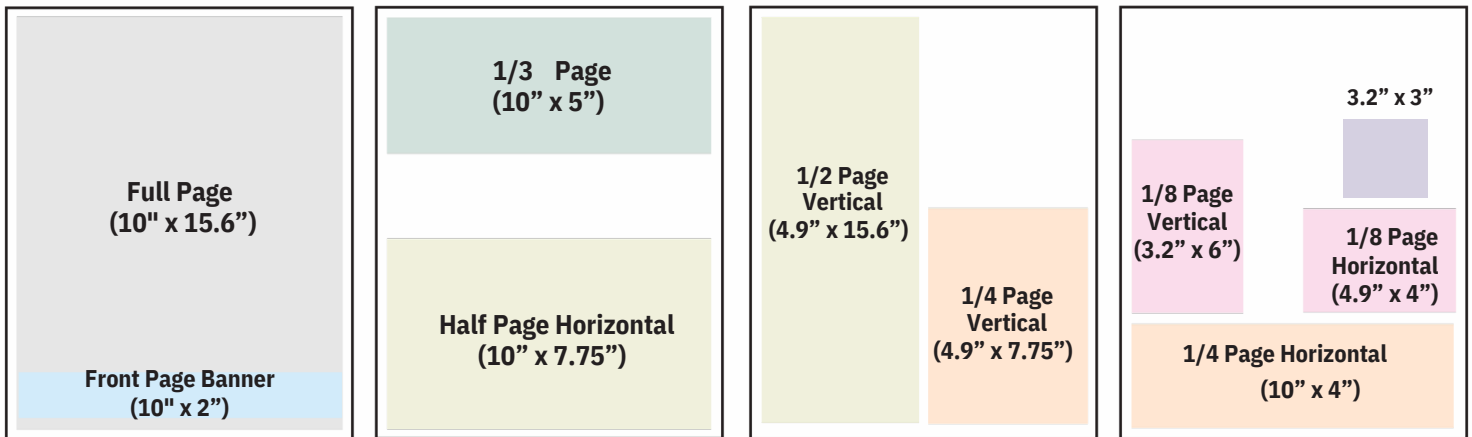 Full Page
(10" x 15.6”)
Front Page Banner
(10" x 2”)
1/3 Page
(10” x 5”)
Half Page Horizontal
(10” x 7.75”)
1/2 Page
Vertical
(4.9” x 15.6”)
1/4 Page
Vertical
(4.9” x 7.75”)
3.2” x 3”
1/8 Page
Vertical
(3.2” x 6”)
1/8 Page
Horizontal
(4.9” x 4”)
1/4 Page Horizontal
(10” x 4”)